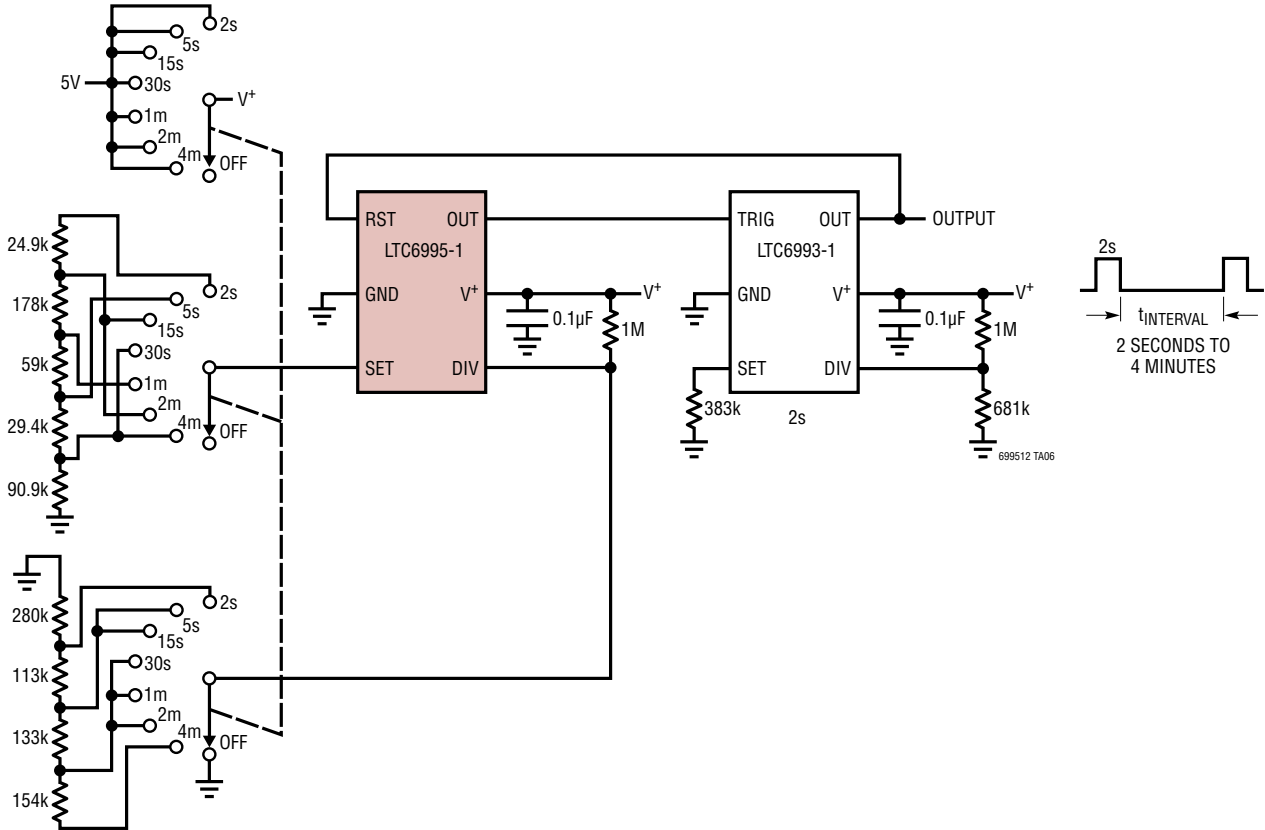 2s
5s
15s
5V
30s
V+
1m
2m
4m
OFF
24.9k
178k
59k
29.4k
90.9k
2s
5s
15s
30s
1m
2m
4m
OFF
280k
113k
133k
154k
2s
5s
15s
30s
1m
2m
4m
OFF
RST
OUT
LTC6995-1
GND
V+
SET
DIV
V+
0.1µF
1M
TRIG
OUT
LTC6993-1
GND
V+
SET
DIV
OUTPUT
V+
0.1µF
1M
383k
2s
681k
699512 TA06
2s
tINTERVAL
2 SECONDS TO
4 MINUTES